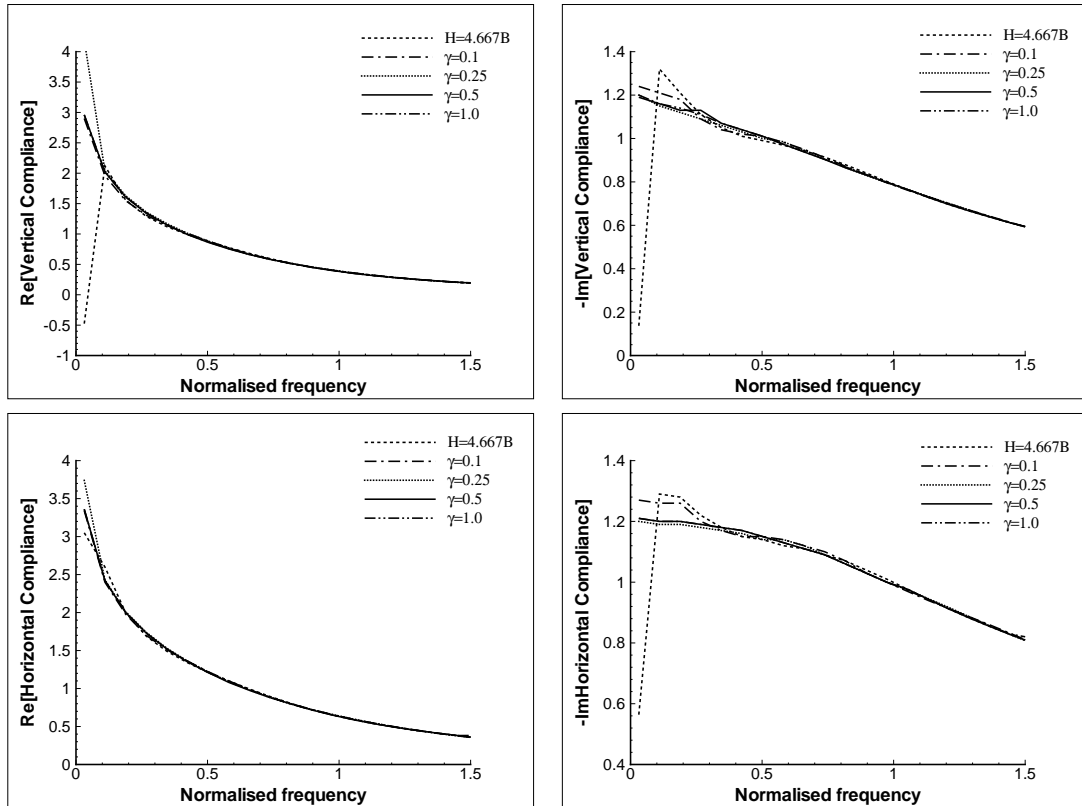 H=4.667B
γ=0.1
γ=0.25
γ=0.5
γ=1.0
4
3.5
3
2.5
2
1.5
1
0.5
0
-0.5
-1
0
0.5
1
1.5
Re[Vertical Compliance]
Normalised frequency
H=4.667B
γ=0.1
γ=0.25
γ=0.5
γ=1.0
1.4
1.2
1
0.8
0.6
0.4
0.2
0
0
0.5
1
1.5
-Im[Vertical Compliance]
Normalised frequency
H=4.667B
γ=0.1
γ=0.25
γ=0.5
γ=1.0
4
3.5
3
2.5
2
1.5
1
0.5
0
0
0.5
1
1.5
Re[Horizontal Compliance]
Normalised frequency
H=4.667B
γ=0.1
γ=0.25
γ=0.5
γ=1.0
1.4
1.2
1
0.8
0.6
0.4
0
0.5
1
1.5
-ImHorizontal Compliance]
Normalised frequency